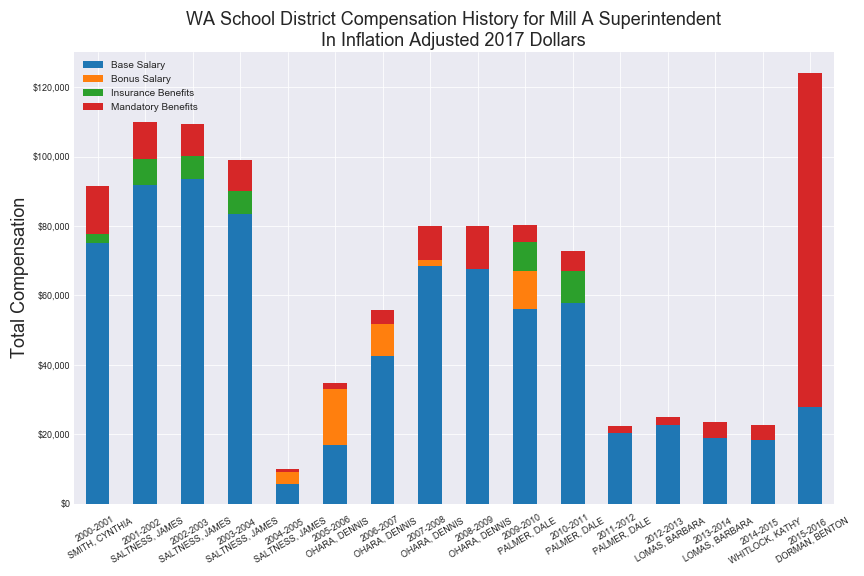 WA School District Compensation History for Mill A Superintendent
In Inflation Adjusted 2017 Dollars
Base Salary
Bonus Salary
Insurance Benefits
Mandatory Benefits
Total Compensation
$120,000
$100,000
$80,000
$60,000
$40,000
$20,000
$0
2000-2001
SMITH, CYNTHIA
2001-2002
SALTNESS, JAMES
2002-2003
SALTNESS, JAMES
2003-2004
SALTNESS, JAMES
2004-2005
SALTNESS, JAMES
2005-2006
OHARA, DENNIS
2006-2007
OHARA, DENNIS
2007-2008
OHARA, DENNIS
2008-2009
OHARA, DENNIS
2009-2010
PALMER, DALE
2010-2011
PALMER, DALE
2011-2012
PALMER, DALE
2012-2013
LOMAS, BARBARA
2013-2014
LOMAS, BARBARA
2014-2015
WHITLOCK, KATHY
2015-2016
DORMAN, BENTON